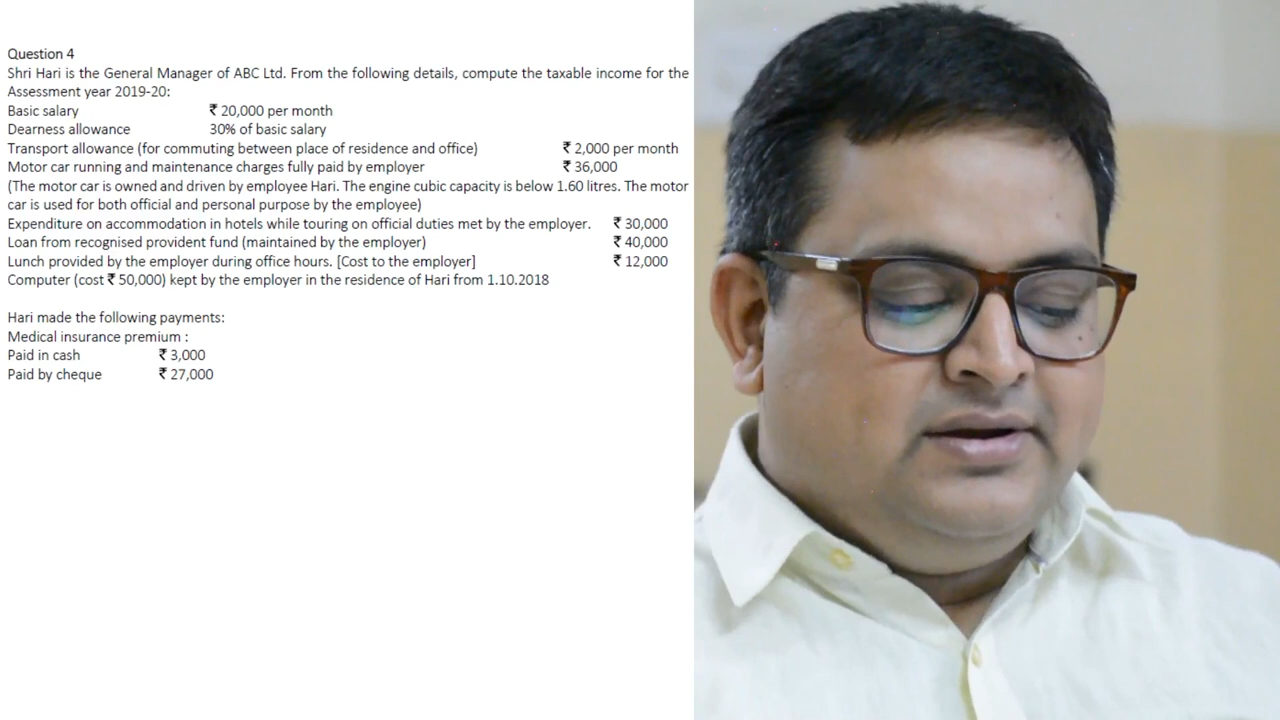 Question 4
Shri Hari is the General Manager of ABC Ltd. From the following details, compute the taxable income for the
Assessment year 2019-20:
Basic salary ₹ 20,000 per month
Dearness allowance 30% of basic salary
Transport allowance (for commuting between place of residence and office) ₹ 2,000 per month
Motor car running and maintenance charges fully paid by employer ₹ 36,000
(The motor car is owned and driven by employee Hari. The engine cubic capacity is below 1.60 litres. The motor
car is used for both official and personal purpose by the employee)
Expenditure on accommodation in hotels while touring on official duties met by the employer. ₹ 30,000
Loan from recognised provident fund (maintained by the employer) ₹ 40,000
Lunch provided by the employer during office hours. [Cost to the employer] ₹ 12,000
Computer (cost ₹ 50,000) kept by the employer in the residence of Hari from 1.10.2018
Hari made the following payments:
Medical insurance premium :
Paid in cash ₹ 3,000
Paid by cheque ₹ 27,000